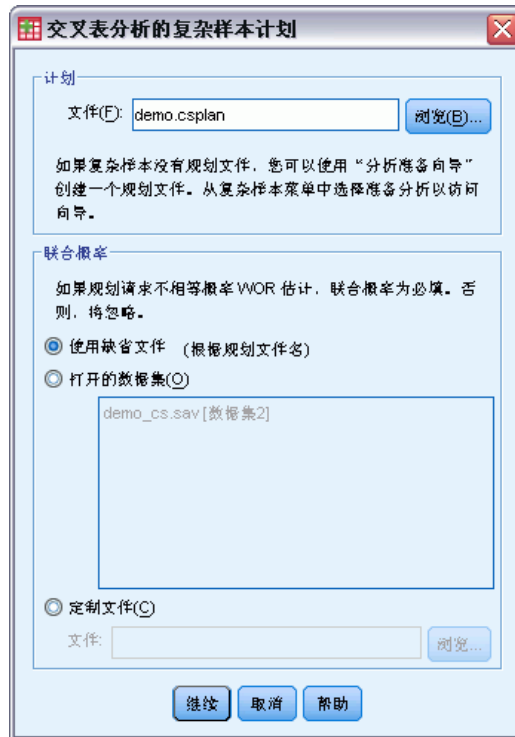 交叉表分析的复杂样本计划
计划
文件(F): demo.csplan 浏览(B)...
如果复杂样本没有规划文件，您可以使用“分析准备向导”
创建一个规划文件。从复杂样本菜单中选择准备分析以访问
向导。
联合概率
如果规划请求不相等概率 WOR 估计，联合概率为必填。否
则，将忽略。
使用缺省文件 (根据规划文件名)
打开的数据集(O)
demo_cs.sav [数据集2]
定制文件(C)
文件: 浏览...
继续 取消 帮助